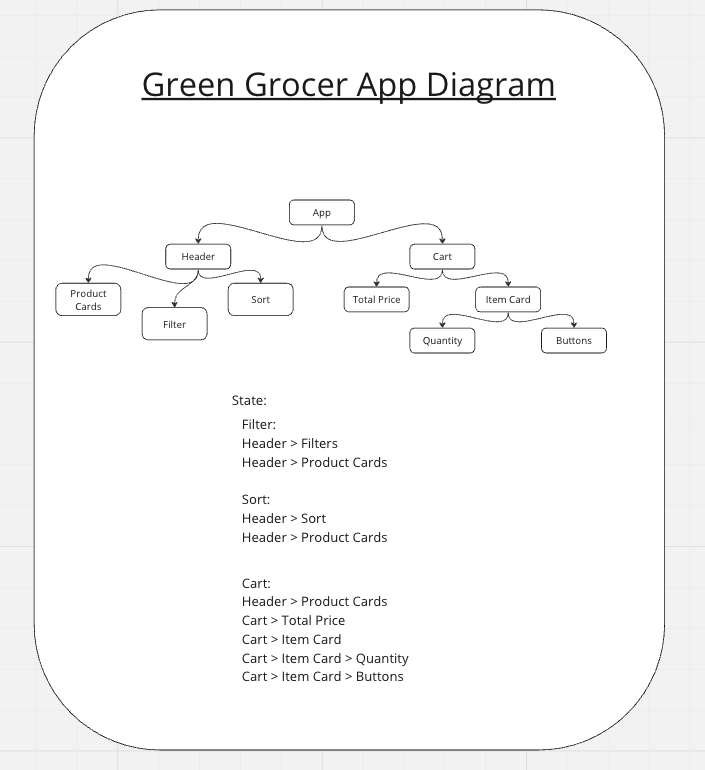 Green Grocer App Diagram
App
Header
Cart
Product
Cards
Filter
Sort
Total Price
Item Card
Quantity
Buttons
State:
Filter:
Header > Filters
Header > Product Cards
Sort:
Header > Sort
Header > Product Cards
Cart:
Header > Product Cards
Cart > Total Price
Cart > Item Card
Cart > Item Card > Quantity
Cart > Item Card > Buttons